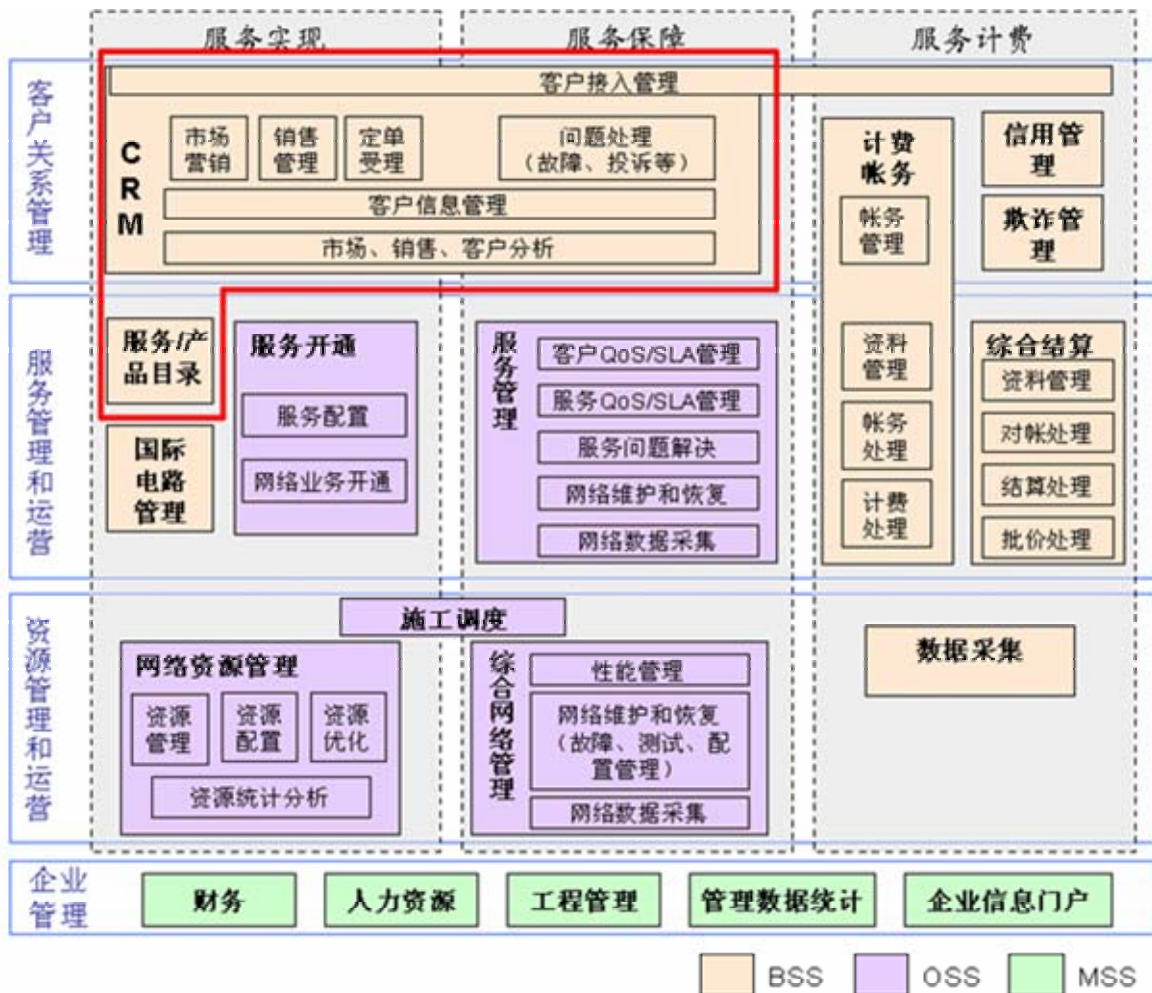 服务实现
服务保障
服务计费
客户关系管理
客户接入管理
CRM
市场
营销
销售
管理
定单
受理
问题处理
（故障、投诉等）
客户信息管理
市场、销售、客户分析
计费
帐务
帐务
管理
信用管
理
欺诈管
理
服务管理和运营
服务/产
品目录
国际
电路
管理
服务开通
服务配置
网络业务开通
服务管理
客户QoS/SLA管理
服务QoS/SLA管理
服务问题解决
网络维护和恢复
网络数据采集
资料
管理
帐务
处理
计费
处理
综合结算
资料管理
对帐处理
结算处理
批价处理
资源管理和运营
施工调度
网络资源管理
资源
管理
资源
配置
资源
优化
资源统计分析
综合网络管理
性能管理
网络维护和恢复
（故障、测试、配
置管理）
网络数据采集
数据采集
企业
管理
财务
人力资源
工程管理
管理数据统计
企业信息门户
BSS
OSS
MSS